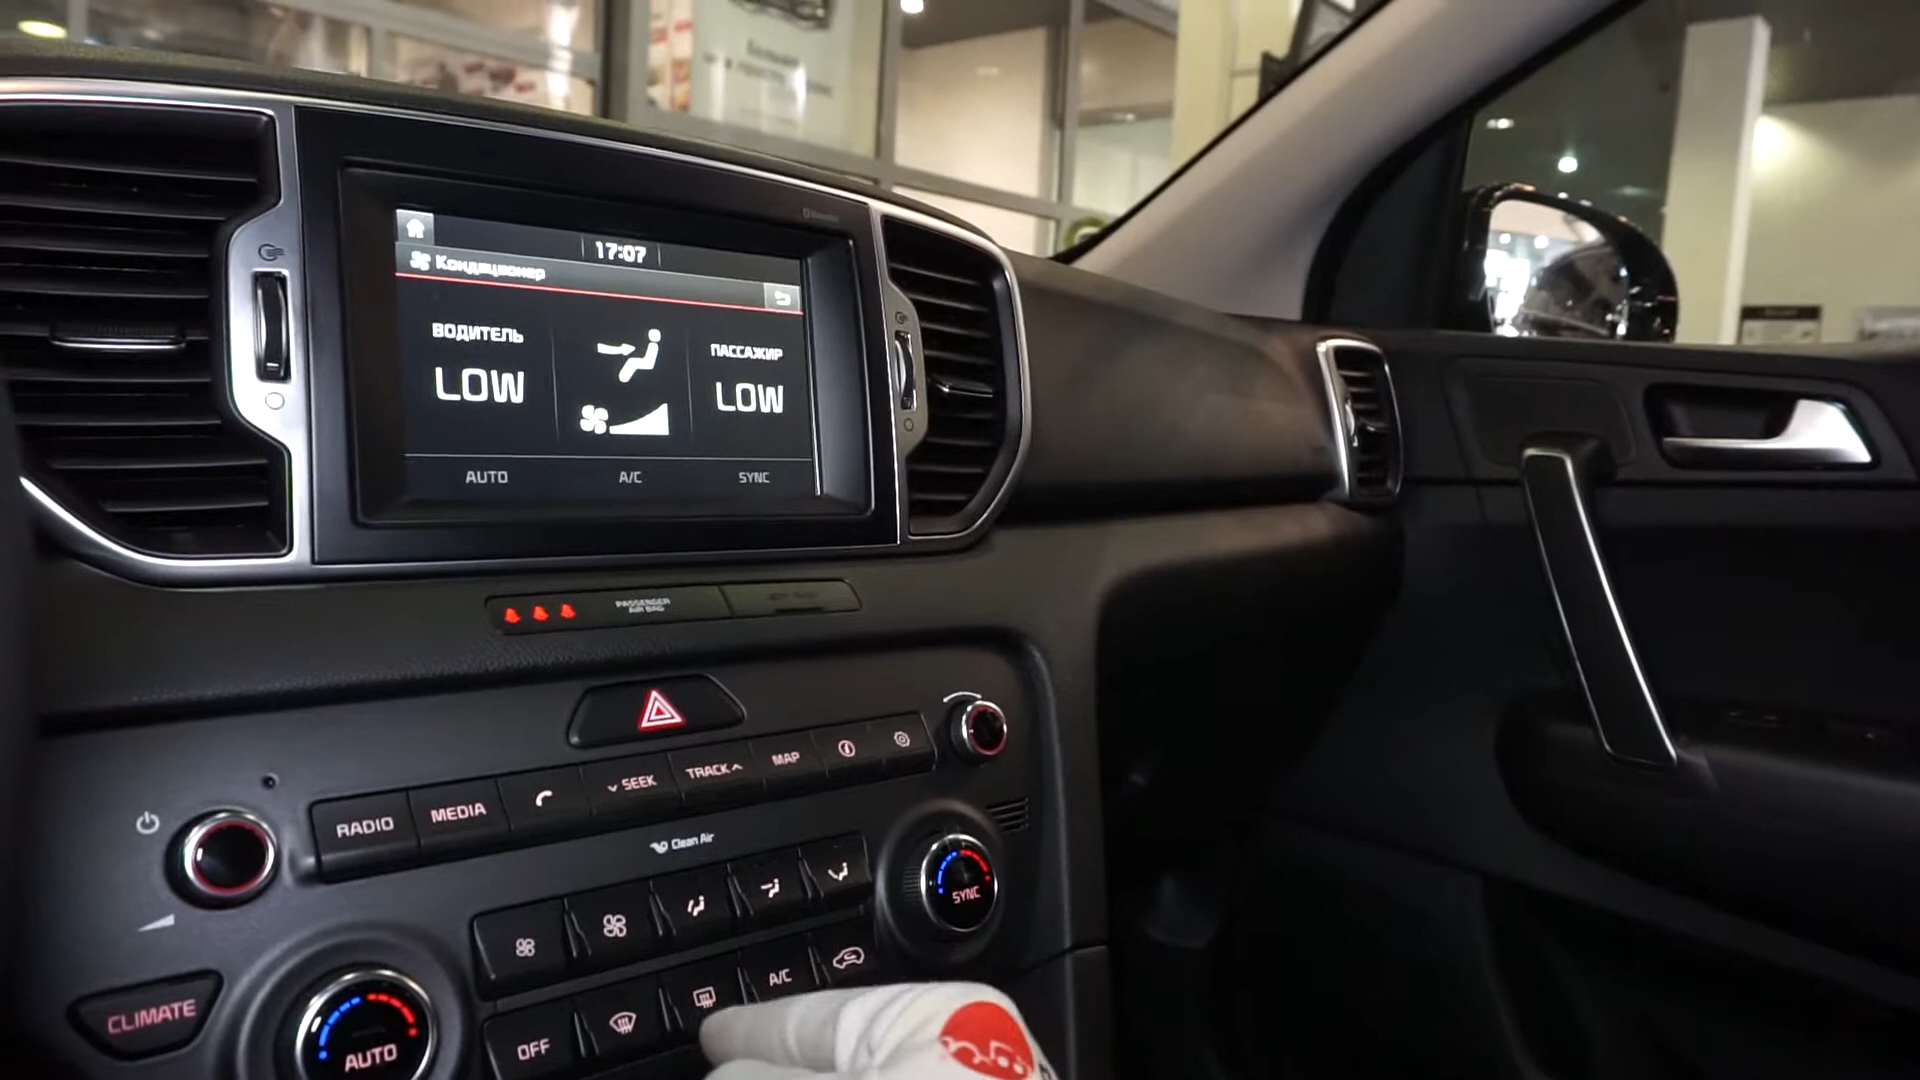 17:07
Кондиционер
ВОДИТЕЛЬ
ПАССАЖИР
LOW
LOW
AUTO
A/C
SYNC
PASSENGER
AIR BAG
RADIO
MEDIA
SEEK
TRACK
MAP
Clean Air
SYNC
A/C
CLIMATE
AUTO
OFF